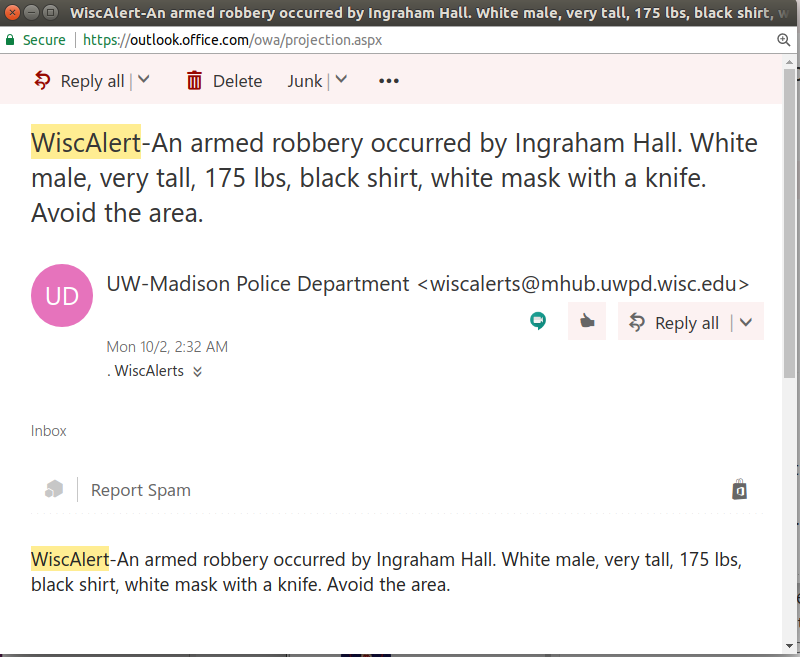 WiscAlert-An armed robbery occurred by Ingraham Hall. White male, very tall, 175 lbs, black shirt,
Secure https://outlook.office.com/owa/projection.aspx
Reply all Delete Junk •••
WiscAlert-An armed robbery occurred by Ingraham Hall. White
male, very tall, 175 lbs, black shirt, white mask with a knife.
Avoid the area.
UD
UW-Madison Police Department <wiscalerts@mhub.uwpd.wisc.edu>
Reply all
Mon 10/2, 2:32 AM
. WiscAlerts
Inbox
Report Spam
WiscAlert-An armed robbery occurred by Ingraham Hall. White male, very tall, 175 lbs,
black shirt, white mask with a knife. Avoid the area.